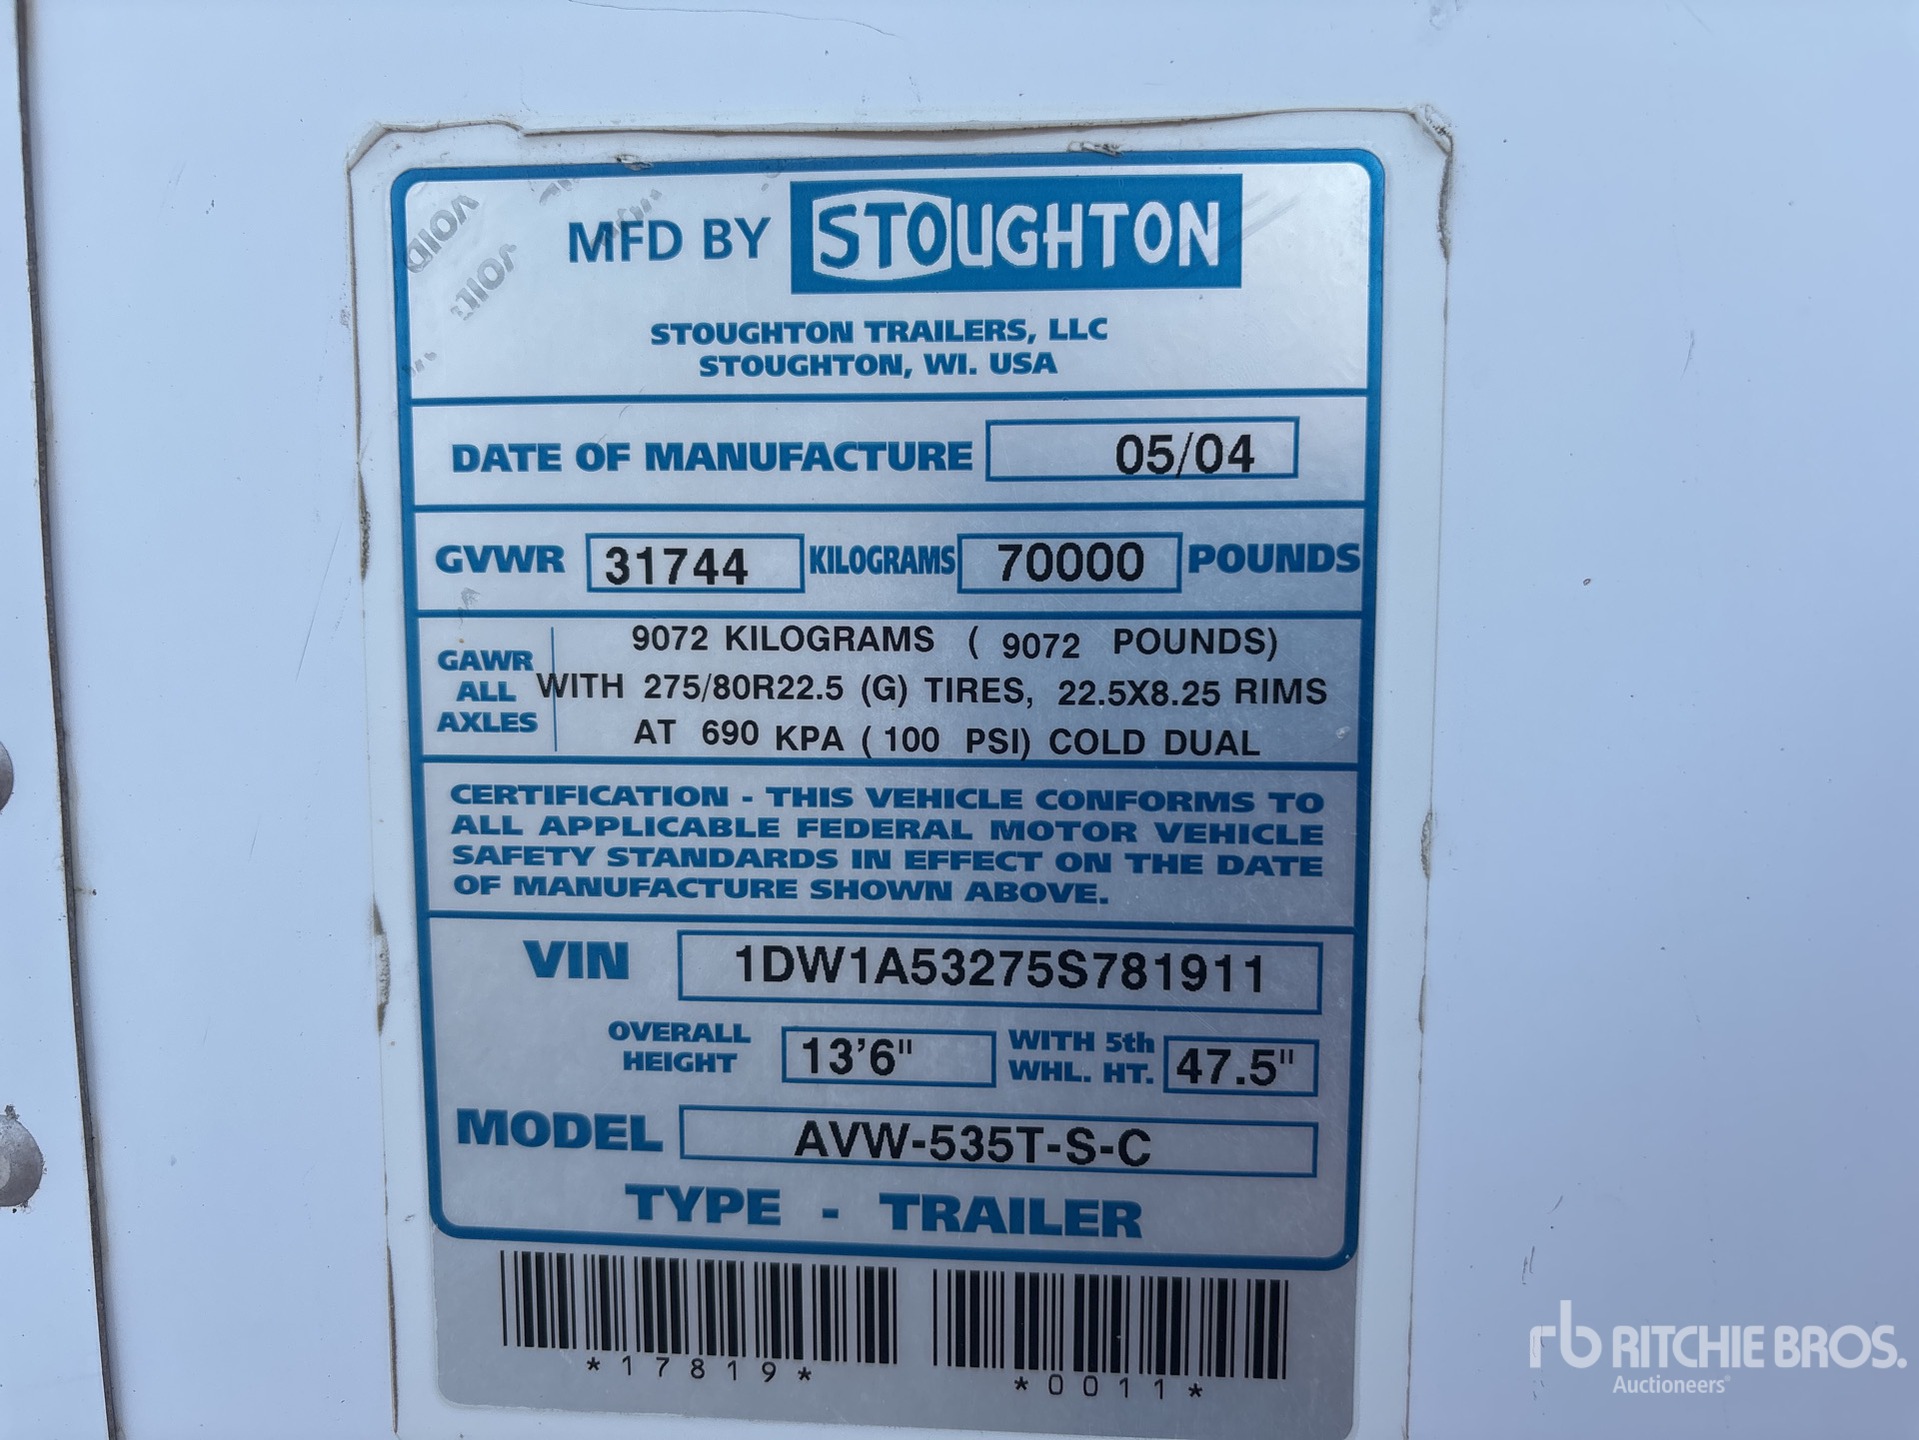 VOID
VOID
MFD BY STOUGHTON
STOUGHTON TRAILERS, LLC
STOUGHTON, WI. USA
DATE OF MANUFACTURE 05/04
GVWR 31744 KILOGRAMS 70000 POUNDS
GAWR ALL AXLES
9072 KILOGRAMS ( 9072 POUNDS)
WITH 275/80R22.5 (G) TIRES, 22.5X8.25 RIMS
AT 690 KPA ( 100 PSI) COLD DUAL
CERTIFICATION - THIS VEHICLE CONFORMS TO
ALL APPLICABLE FEDERAL MOTOR VEHICLE
SAFETY STANDARDS IN EFFECT ON THE DATE
OF MANUFACTURE SHOWN ABOVE.
VIN 1DW1A53275S781911
OVERALL HEIGHT 13'6" WITH 5th WHL. HT. 47.5"
MODEL AVW-535T-S-C
TYPE - TRAILER
*17819* *0011*
rb RITCHIE BROS.
Auctioneers